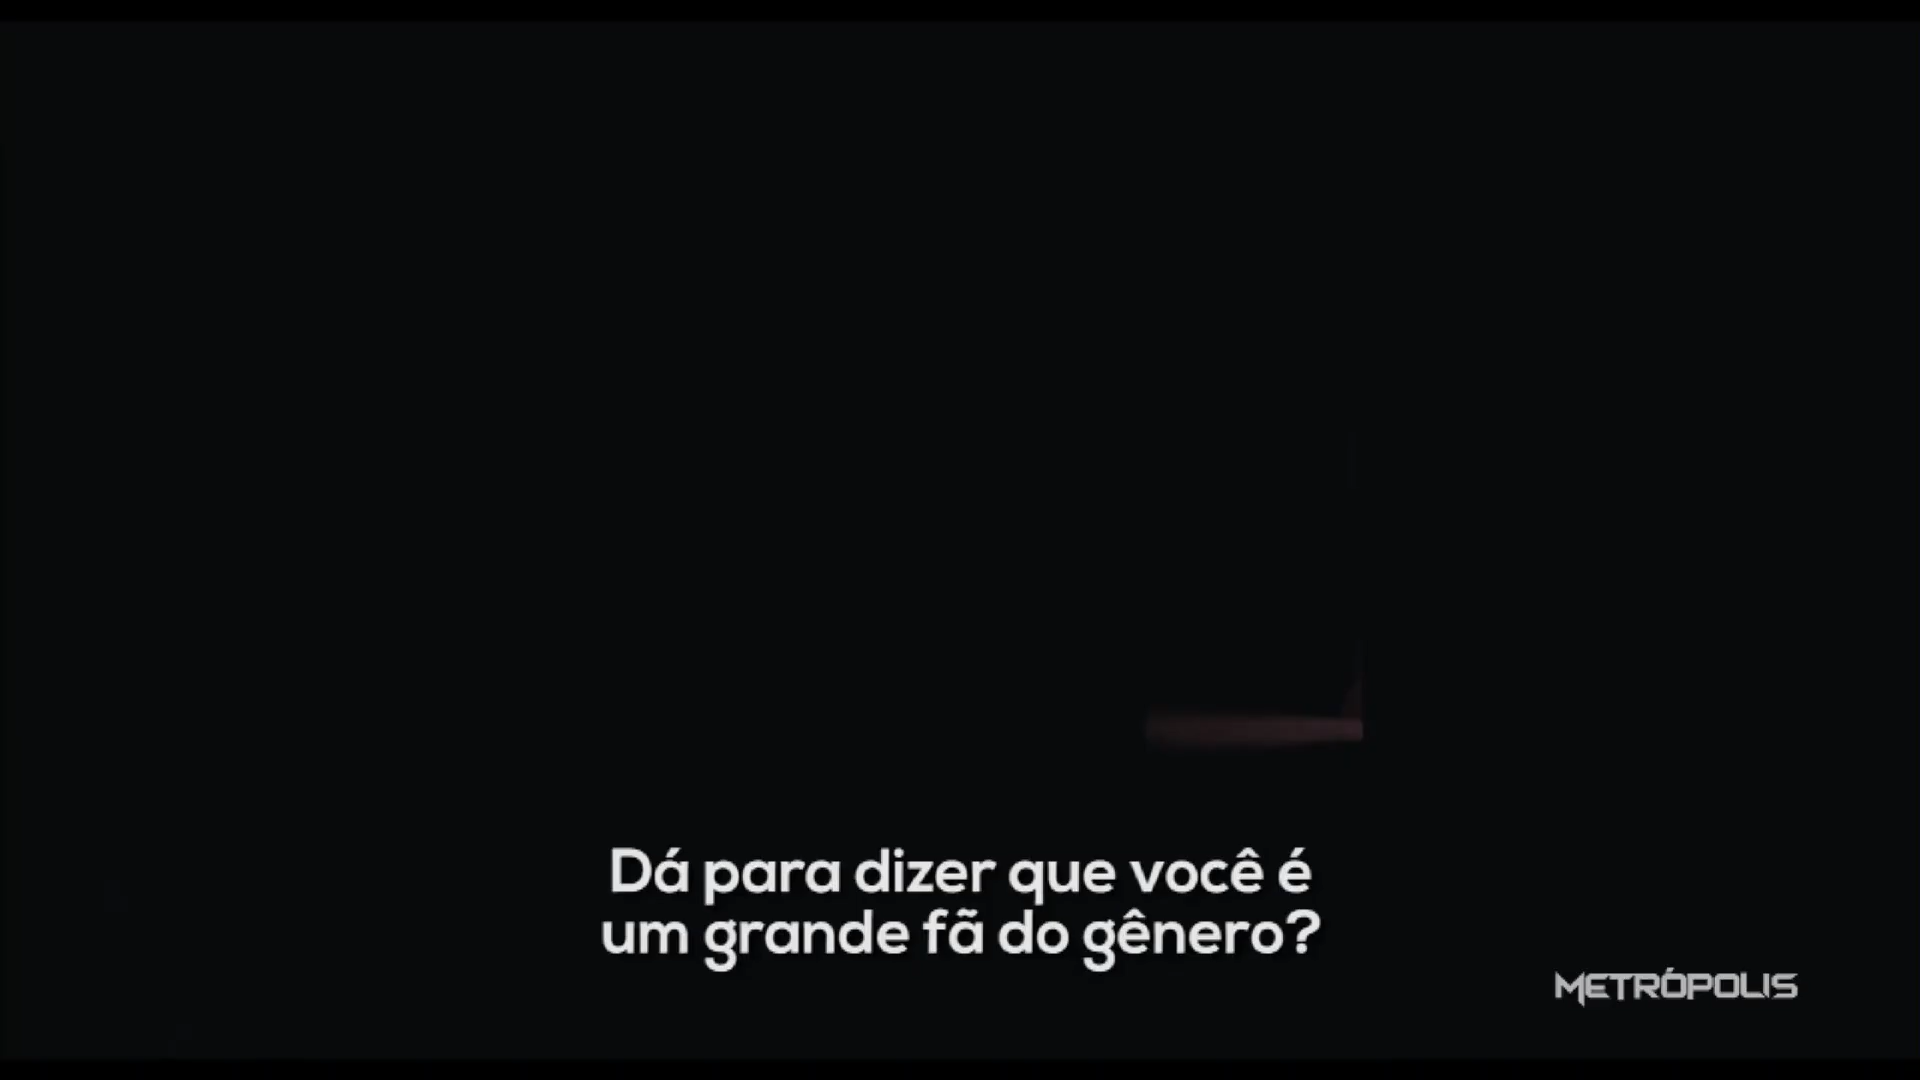 Dá para dizer que você é
um grande fã do gênero?
METRÓPOLIS